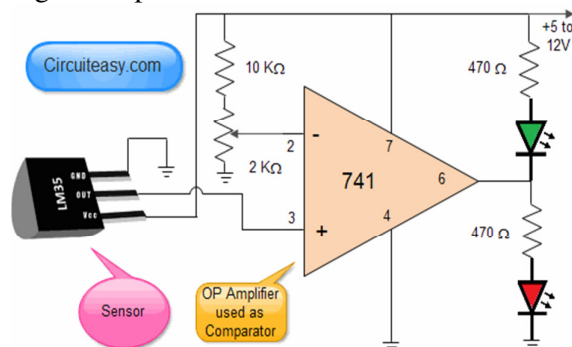 +5 to
12V
Circuiteasy.com
10 KΩ
470 Ω
GND
OUT
Vcc
LM35
2
-
7
2 KΩ
741
6
3
+
4
470 Ω
Sensor
OP Amplifier
used as
Comparator